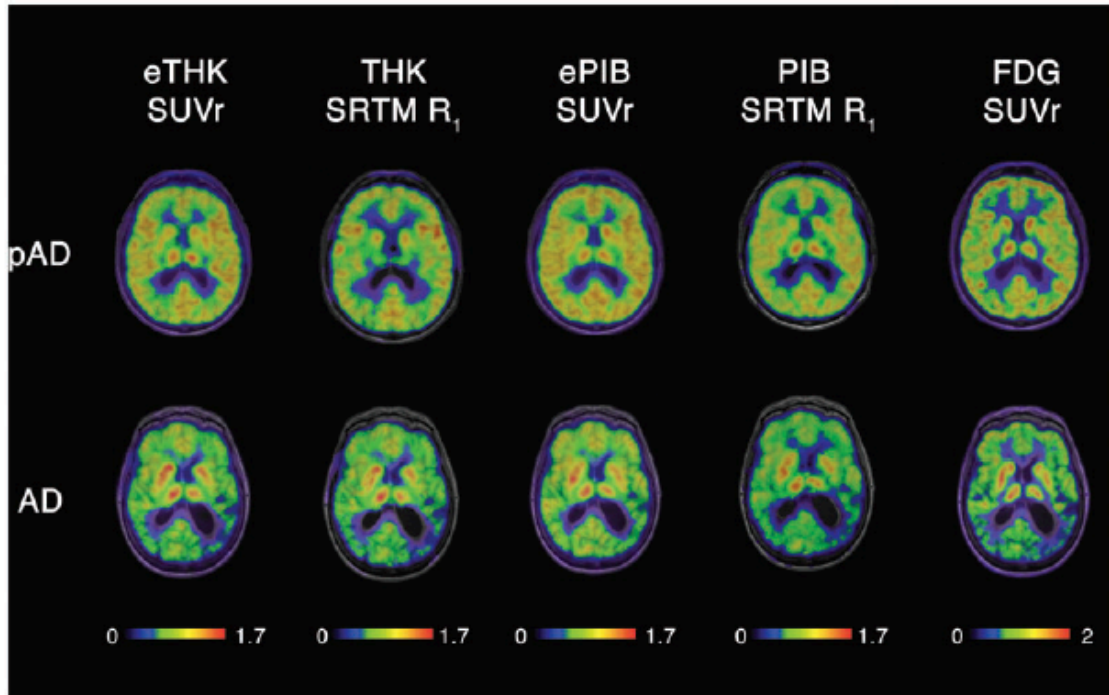 eTHK
SUVr
THK
SRTM R₁
ePIB
SUVr
PIB
SRTM R₁
FDG
SUVr
pAD
AD
0 1.7
0 1.7
0 1.7
0 1.7
0 2